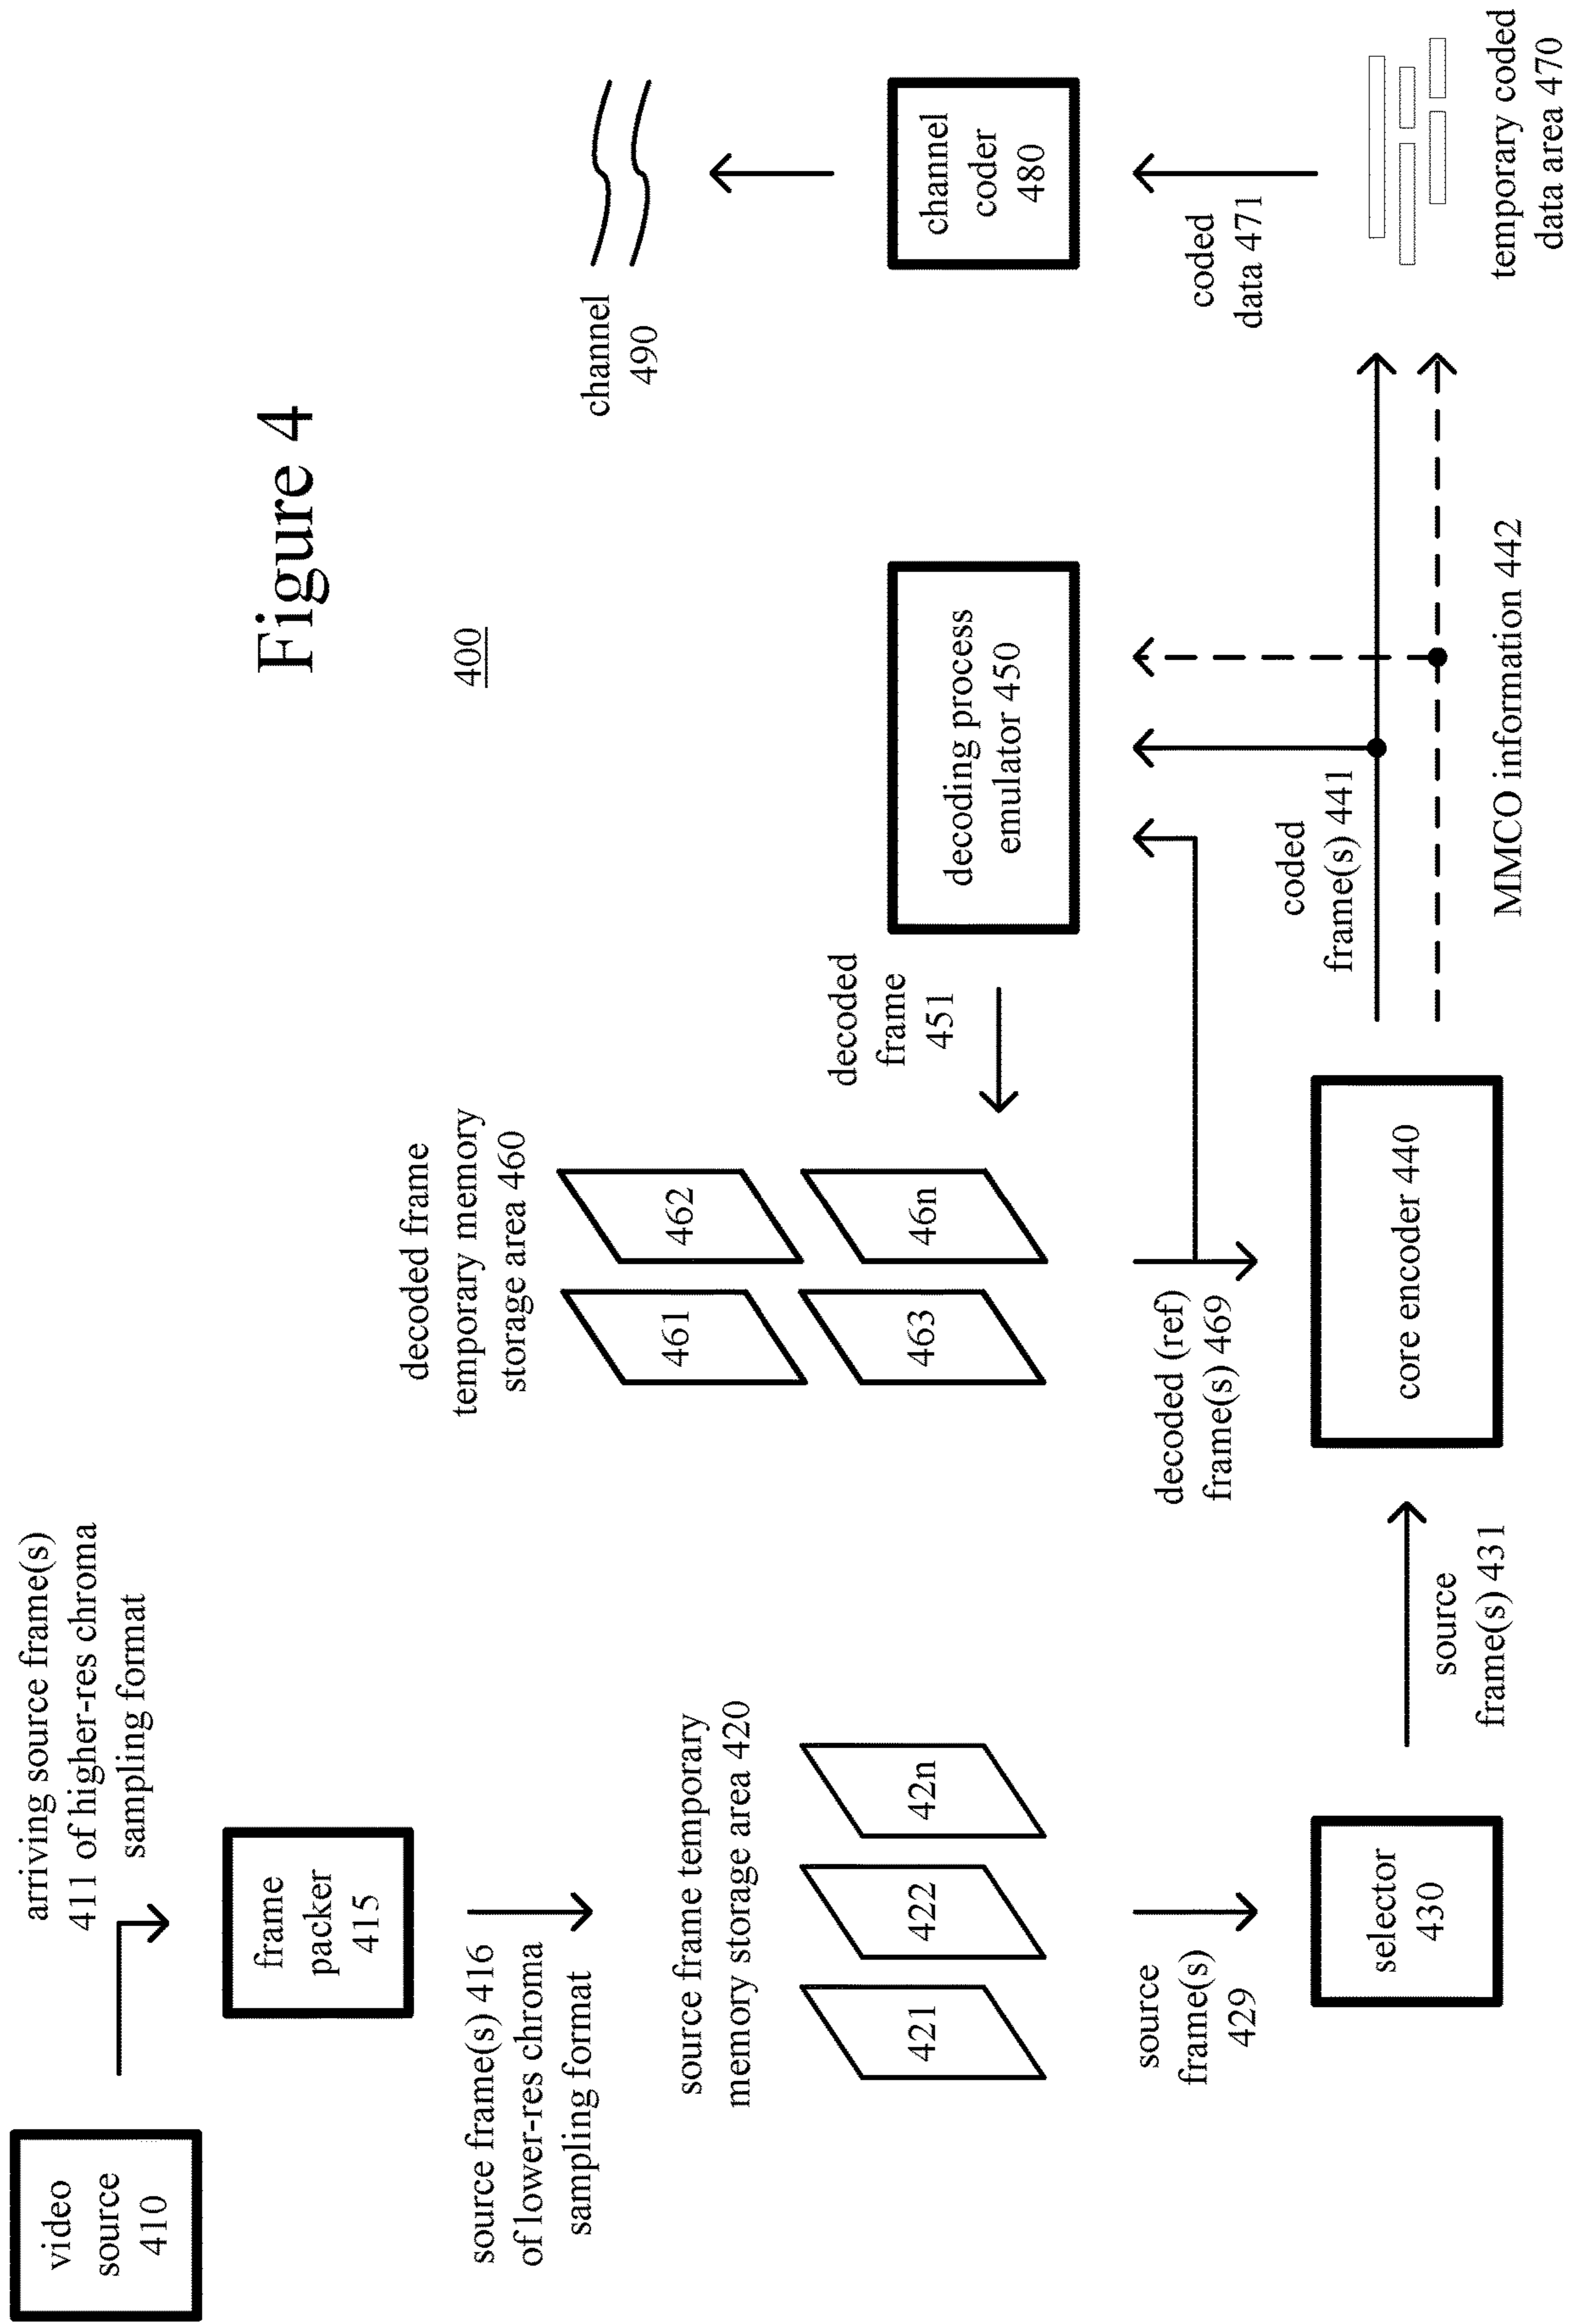 Figure 4
400
video
source
410
arriving source frame(s)
411 of higher-res chroma
sampling format
frame
packer
415
source frame(s) 416
of lower-res chroma
sampling format
source frame temporary
memory storage area 420
421
422
42n
source
frame(s)
429
selector
430
source
frame(s) 431
decoded frame
temporary memory
storage area 460
461
462
463
46n
decoded (ref)
frame(s) 469
core encoder 440
decoded
frame
451
decoding process
emulator 450
coded
frame(s) 441
MMCO information 442
channel
490
channel
coder
480
coded
data 471
temporary coded
data area 470